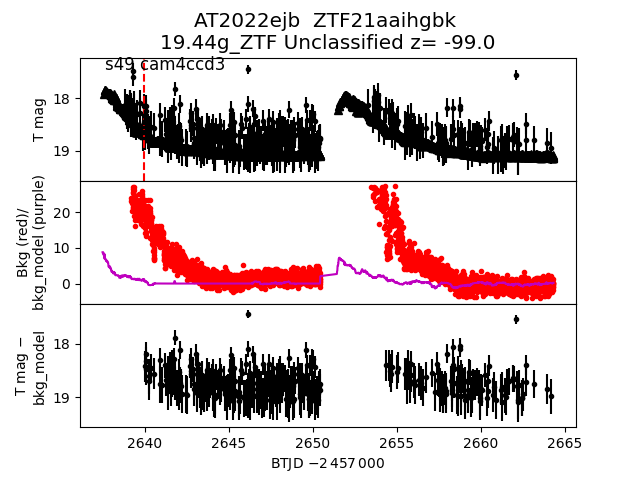 AT2022ejb  ZTF21aaihgbk
19.44g_ZTF Unclassified z= -99.0
s49 cam4ccd3
T mag
18
19
Bkg (red)/
bkg_model (purple)
20
10
0
T mag −
bkg_model
18
19
2640 2645 2650 2655 2660 2665
BTJD −2 457 000